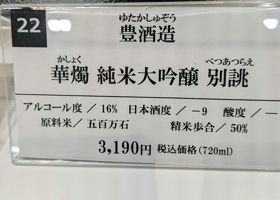 22
ゆたかしゅぞう
豊酒造
かしょく べつあつらえ
華燭 純米大吟醸 別誂
アルコール度／16% 日本酒度／－9 酸度／－
原料米／五百万石 精米歩合／50%
3,190円 税込価格(720ml)